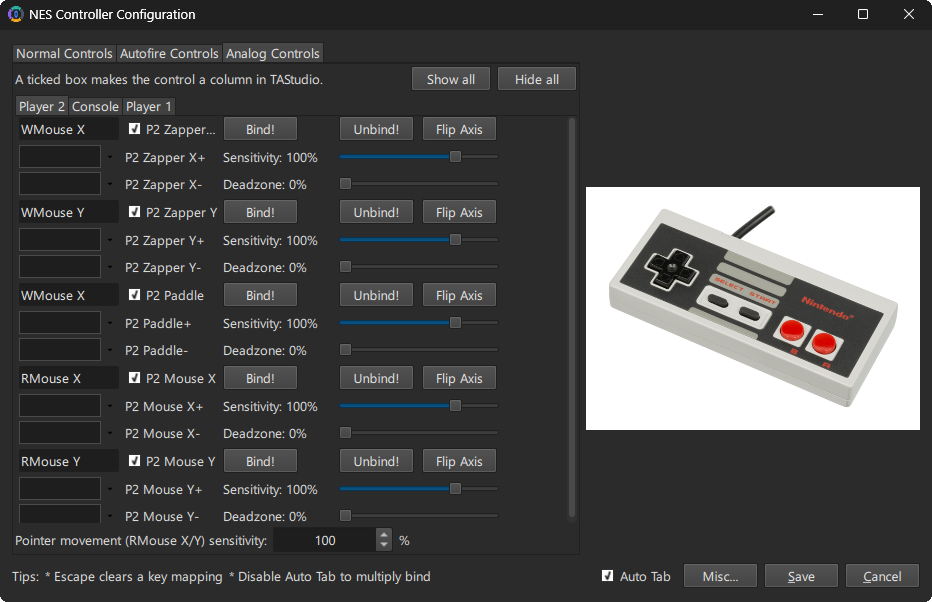 NES Controller Configuration
Normal Controls Autofire Controls Analog Controls
A ticked box makes the control a column in TAStudio. Show all Hide all
Player 2 Console Player 1
WMouse X P2 Zapper... Bind! Unbind! Flip Axis
P2 Zapper X+ Sensitivity: 100%
P2 Zapper X- Deadzone: 0%
WMouse Y P2 Zapper Y Bind! Unbind! Flip Axis
P2 Zapper Y+ Sensitivity: 100%
P2 Zapper Y- Deadzone: 0%
WMouse X P2 Paddle Bind! Unbind! Flip Axis
P2 Paddle+ Sensitivity: 100%
P2 Paddle- Deadzone: 0%
RMouse X P2 Mouse X Bind! Unbind! Flip Axis
P2 Mouse X+ Sensitivity: 100%
P2 Mouse X- Deadzone: 0%
RMouse Y P2 Mouse Y Bind! Unbind! Flip Axis
P2 Mouse Y+ Sensitivity: 100%
P2 Mouse Y- Deadzone: 0%
Pointer movement (RMouse X/Y) sensitivity: 100 %
SELECT START
Nintendo®
B
A
Tips: * Escape clears a key mapping * Disable Auto Tab to multiply bind
Auto Tab Misc... Save Cancel